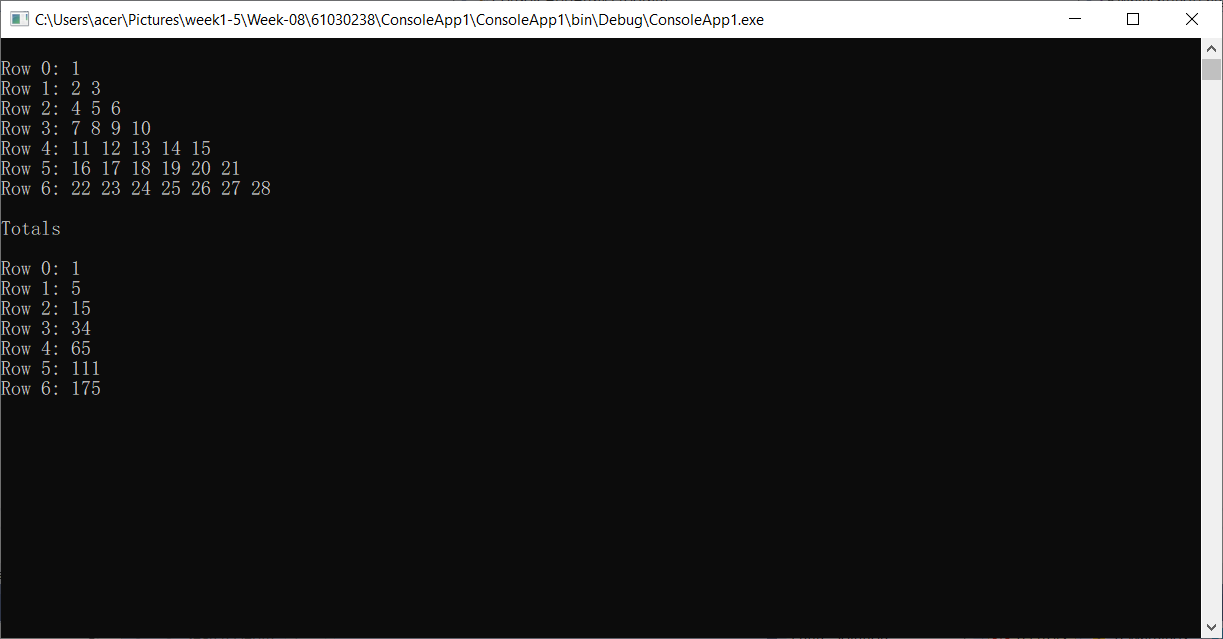 C:\Users\acer\Pictures\week1-5\Week-08\61030238\ConsoleApp1\ConsoleApp1\bin\Debug\ConsoleApp1.exe
Row 0: 1
Row 1: 2 3
Row 2: 4 5 6
Row 3: 7 8 9 10
Row 4: 11 12 13 14 15
Row 5: 16 17 18 19 20 21
Row 6: 22 23 24 25 26 27 28
Totals
Row 0: 1
Row 1: 5
Row 2: 15
Row 3: 34
Row 4: 65
Row 5: 111
Row 6: 175